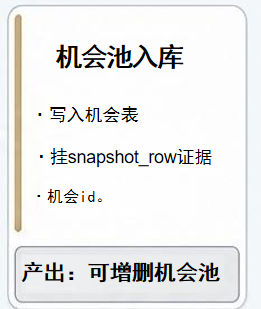 机会池入库
· 写入机会表
· 挂snapshot_row证据
· 机会id。
产出：可增删机会池